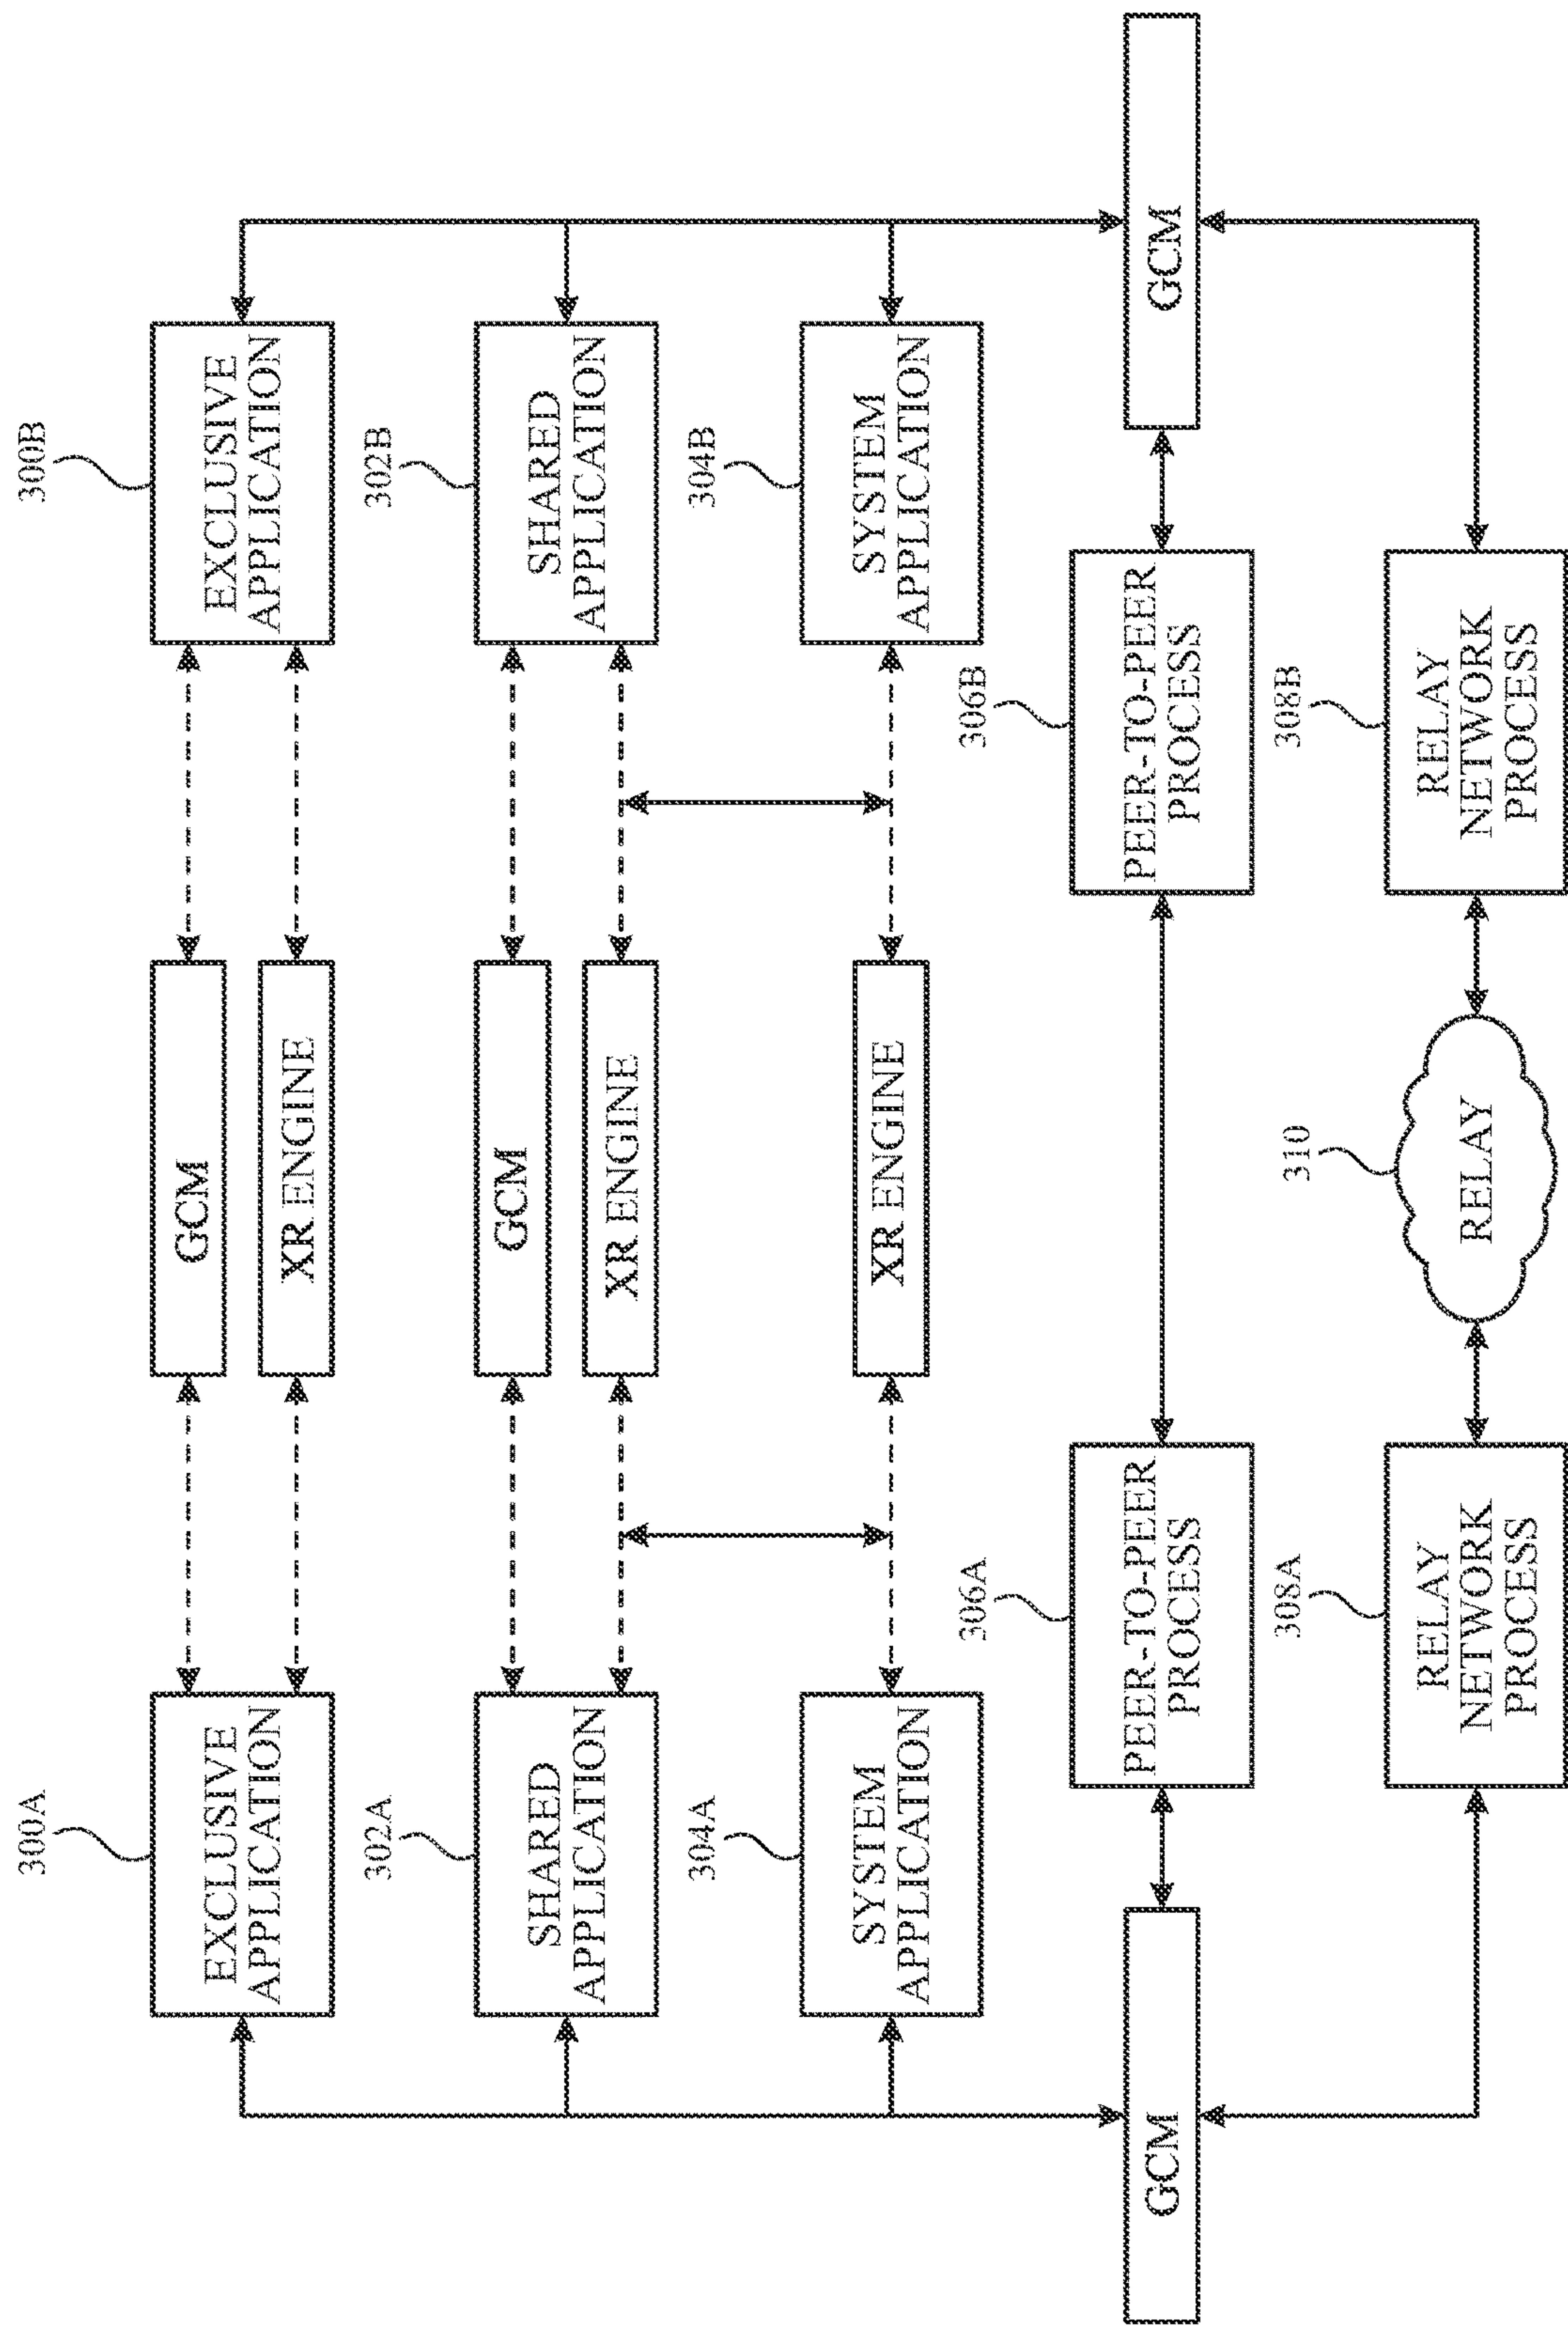 300A
300B
EXCLUSIVE
APPLICATION
GCM
XR ENGINE
EXCLUSIVE
APPLICATION
302A
302B
SHARED
APPLICATION
GCM
XR ENGINE
SHARED
APPLICATION
304A
304B
SYSTEM
APPLICATION
XR ENGINE
SYSTEM
APPLICATION
306A
306B
GCM
PEER-TO-PEER
PROCESS
PEER-TO-PEER
PROCESS
GCM
308A
310
308B
RELAY
NETWORK
PROCESS
RELAY
RELAY
NETWORK
PROCESS